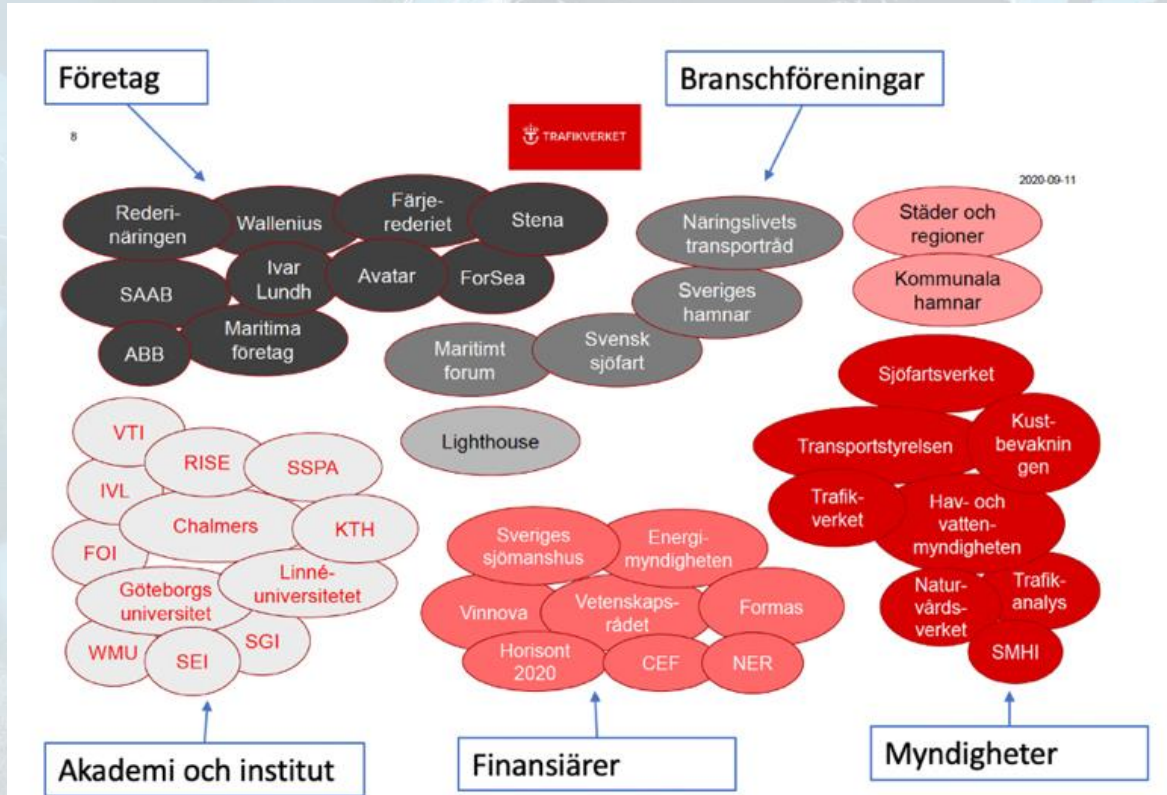 Företag
Branschföreningar
8
TRAFIKVERKET
2020-09-11
Rederi-
näringen
Wallenius
Färje-
rederiet
Stena
SAAB
Ivar
Lundh
Avatar
ForSea
ABB
Maritima
företag
Näringslivets
transportråd
Sveriges
hamnar
Svensk
sjöfart
Maritimt
forum
Lighthouse
Städer och
regioner
Kommunala
hamnar
Sjöfartsverket
Transportstyrelsen
Kust-
bevaknin
gen
Trafik-
verket
Hav- och
vatten-
myndigheten
Natur-
vårds-
verket
Trafik-
analys
SMHI
VTI
RISE
SSPA
IVL
Chalmers
KTH
FOI
Göteborgs
universitet
Linné-
universitetet
WMU
SEI
SGI
Sveriges
sjömanshus
Energi-
myndigheten
Vinnova
Vetenskaps-
rådet
Formas
Horisont
2020
CEF
NER
Akademi och institut
Finansiärer
Myndigheter